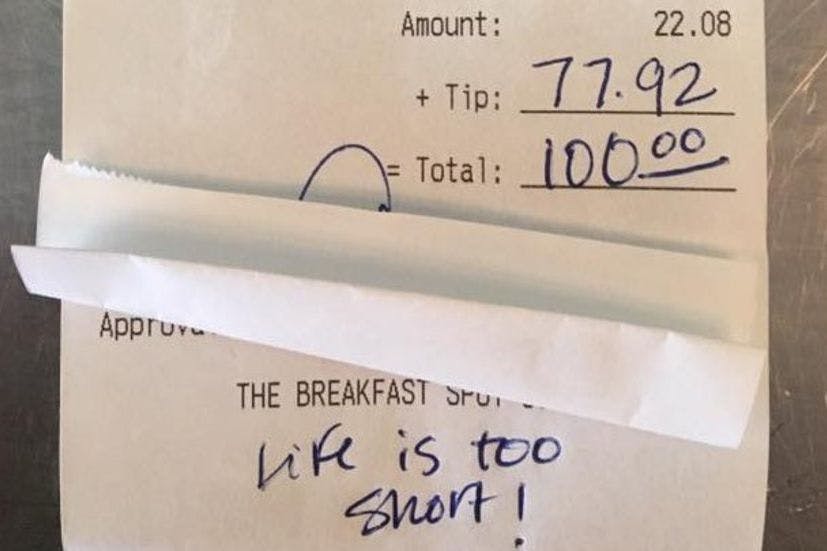 Amount: 22.08
+ Tip: 77.92
= Total: 100.00
THE BREAKFAST
Life is too
short!